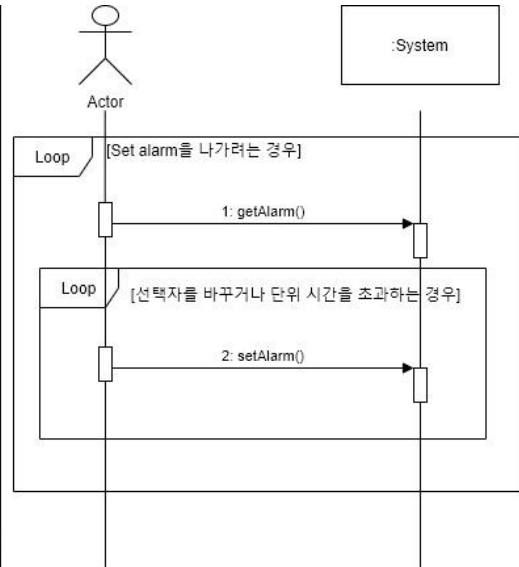 Actor
:System
Loop
[Set alarm을 나가려는 경우]
1: getAlarm()
Loop
[선택자를 바꾸거나 단위 시간을 초과하는 경우]
2: setAlarm()